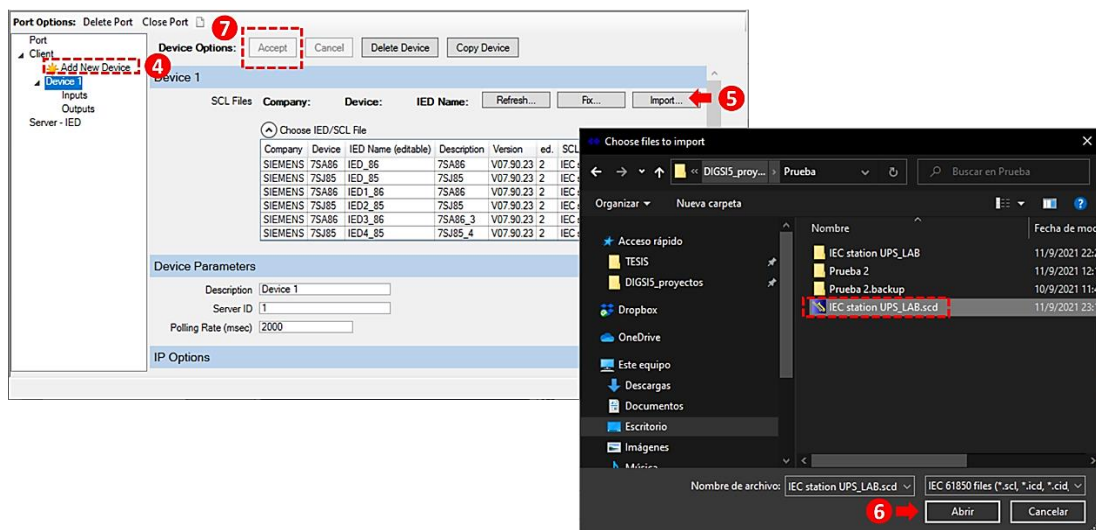 Port Options: Delete Port Close Port
7
Port
Client
Add New Device
4
Device 1
Inputs
Outputs
Server - IED
Device Options: Accept Cancel Delete Device Copy Device
Device 1
SCL Files Company: Device: IED Name: Refresh... Fix... Import... 5
Choose IED/SCL File
Company Device IED Name (editable) Description Version ed. SCL
SIEMENS 7SA86 IED_86 7SA86 V07.90.23 2 IEC
SIEMENS 7SJ85 IED_85 7SJ85 V07.90.23 2 IEC
SIEMENS 7SA86 IED1_86 7SA86 V07.90.23 2 IEC
SIEMENS 7SJ85 IED2_85 7SJ85 V07.90.23 2 IEC
SIEMENS 7SA86 IED3_86 7SA86_3 V07.90.23 2 IEC
SIEMENS 7SJ85 IED4_85 7SJ85_4 V07.90.23 2 IEC
Device Parameters
Description Device 1
Server ID 1
Polling Rate (msec) 2000
IP Options
Choose files to import
« DIGSI5_proy... › Prueba Buscar en Prueba
Organizar Nueva carpeta
Acceso rápido
TESIS
DIGSI5_proyectos
Dropbox
OneDrive
Este equipo
Descargas
Documentos
Escritorio
Imágenes
Música
Nombre Fecha de mod
IEC station UPS_LAB 11/9/2021 22:
Prueba 2 11/9/2021 12:
Prueba 2.backup 10/9/2021 11:
IEC station UPS_LAB.scd 11/9/2021 23:
Nombre de archivo: IEC station UPS_LAB.scd IEC 61850 files (*.scl, *.icd, *.cid,
6 Abrir Cancelar